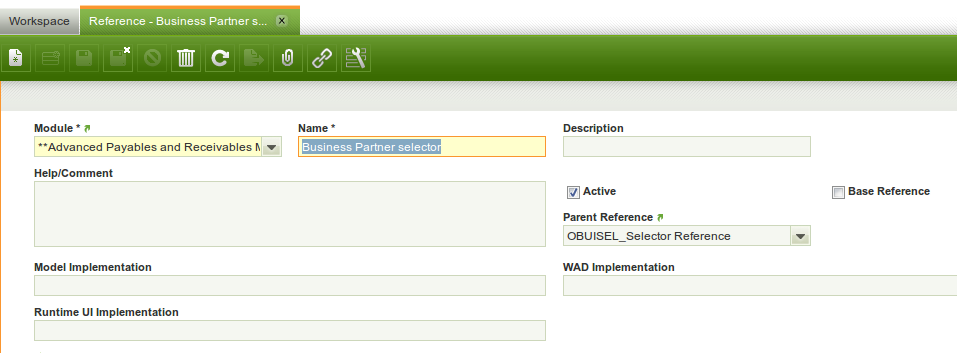 Workspace
Reference - Business Partner s...
Module *
Name *
Description
**Advanced Payables and Receivables M
Business Partner selector
Help/Comment
Active
Base Reference
Parent Reference
OBUISEL_Selector Reference
Model Implementation
WAD Implementation
Runtime UI Implementation